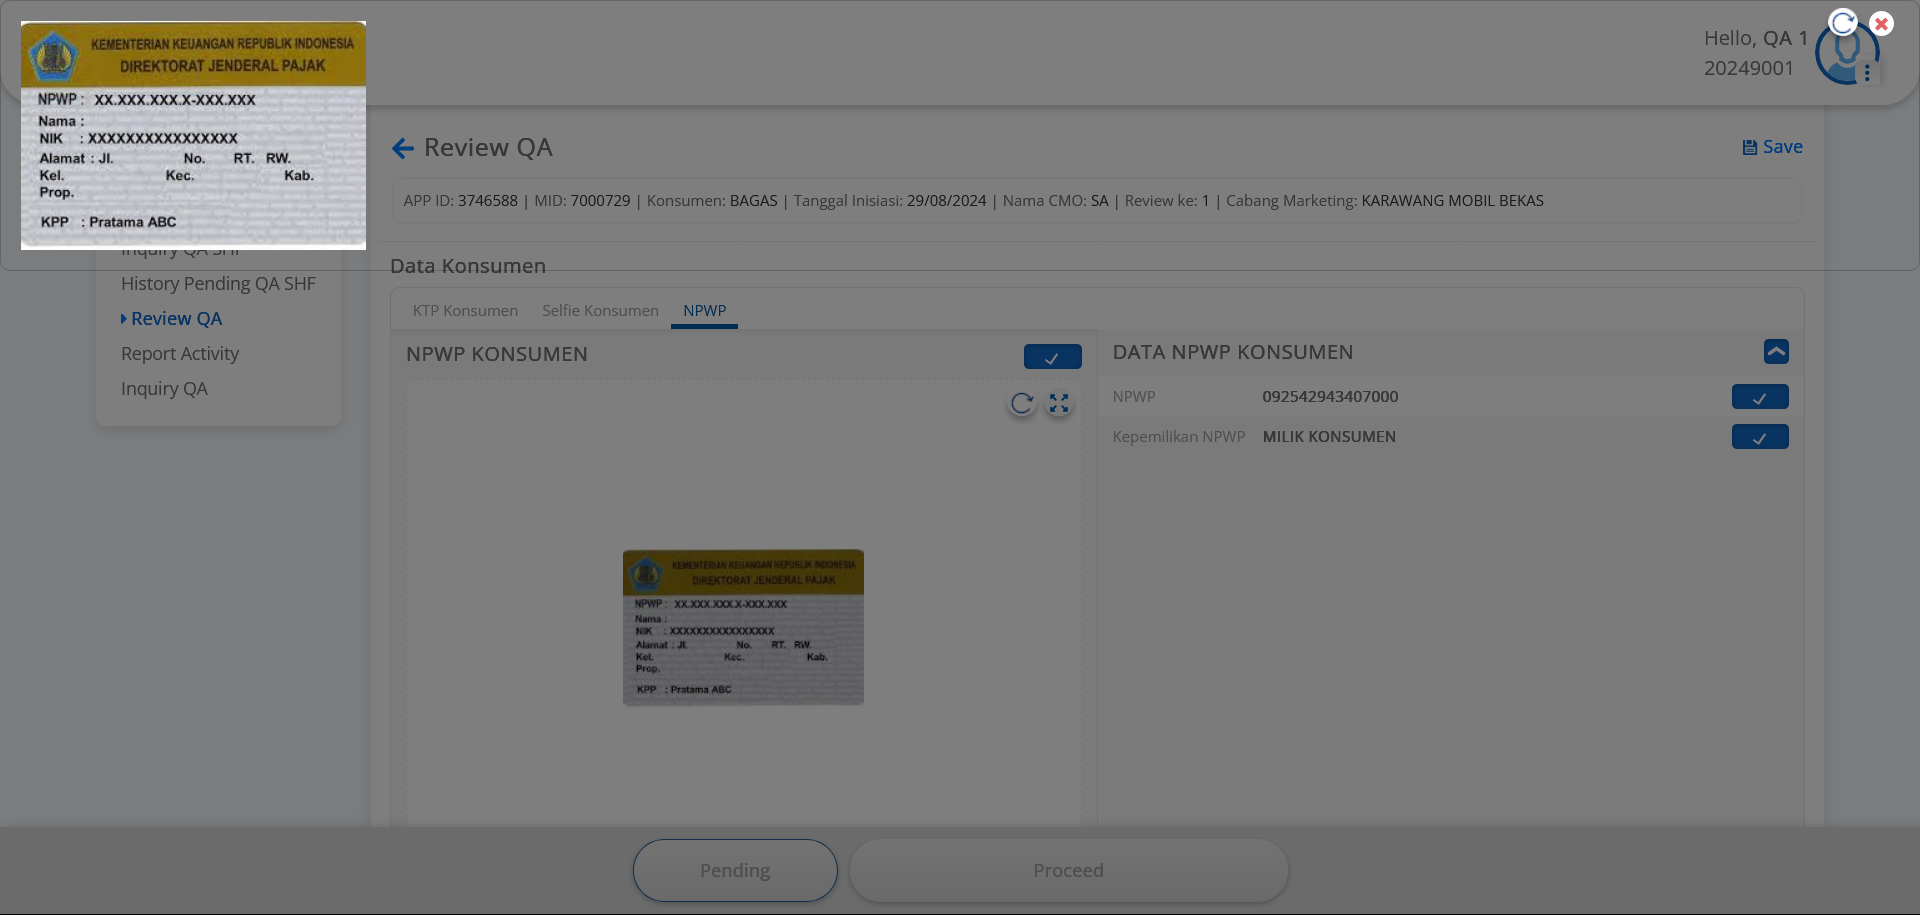 KEMENTERIAN KEUANGAN REPUBLIK INDONESIA
DIREKTORAT JENDERAL PAJAK
NPWP : XX.XXX.XXX.X-XXX.XXX
Nama :
NIK : XXXXXXXXXXXXXXXX
Alamat : Jl. No. RT. RW.
Kel. Kec. Kab.
Prop.
KPP : Pratama ABC
Hello, QA 1
20249001
Inquiry QA SHF
History Pending QA SHF
Review QA
Report Activity
Inquiry QA
Review QA
Save
APP ID: 3746588 | MID: 7000729 | Konsumen: BAGAS | Tanggal Inisiasi: 29/08/2024 | Nama CMO: SA | Review ke: 1 | Cabang Marketing: KARAWANG MOBIL BEKAS
Data Konsumen
KTP Konsumen Selfie Konsumen NPWP
NPWP KONSUMEN
KEMENTERIAN KEUANGAN REPUBLIK INDONESIA
DIREKTORAT JENDERAL PAJAK
NPWP : XX.XXX.XXX.X-XXX.XXX
Nama :
NIK : XXXXXXXXXXXXXXXX
Alamat : Jl. No. RT. RW.
Kel. Kec. Kab.
Prop.
KPP : Pratama ABC
DATA NPWP KONSUMEN
NPWP 092542943407000
Kepemilikan NPWP MILIK KONSUMEN
Pending
Proceed